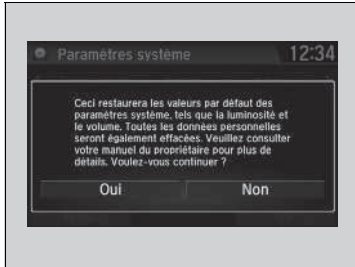 Paramètres système 12:34
Ceci restaurera les valeurs par défaut des
paramètres système, tels que la luminosité et
le volume. Toutes les données personnelles
seront également effacées. Veuillez consulter
votre manuel du propriétaire pour plus de
détails. Voulez-vous continuer ?
Oui Non